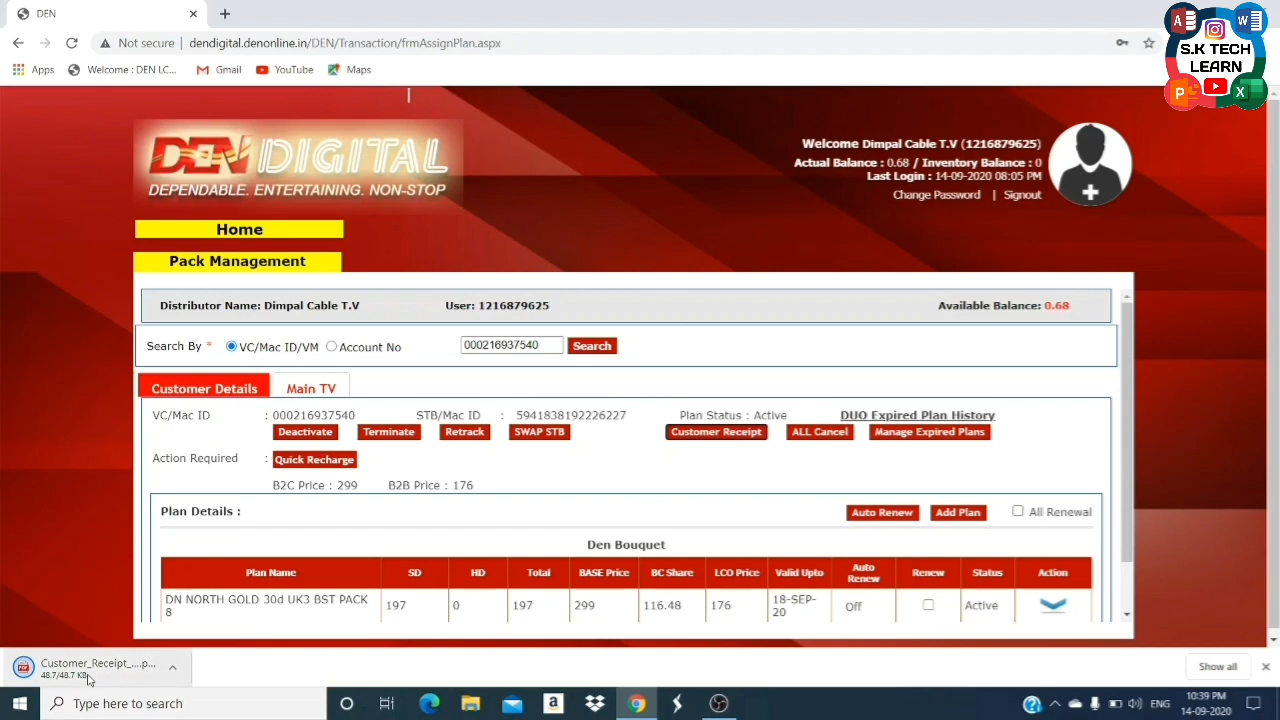 DEN
Not secure | dendigital.denonline.in/DEN/Transaction/frmAssignPlan.aspx
Apps Welcome : DEN LC... Gmail YouTube Maps
S.K TECH
LEARN
DEN DIGITAL
DEPENDABLE. ENTERTAINING. NON-STOP
Welcome Dimpal Cable T.V (1216879625)
Actual Balance : 0.68 / Inventory Balance : 0
Last Login : 14-09-2020 08:05 PM
Change Password | Signout
Home
Pack Management
Distributor Name: Dimpal Cable T.V User: 1216879625 Available Balance: 0.68
Search By * VC/Mac ID/VM Account No 000216937540 Search
Customer Details Main TV
VC/Mac ID : 000216937540 STB/Mac ID : 5941838192226227 Plan Status : Active DUO Expired Plan History
Deactivate Terminate Retrack SWAP STB Customer Receipt ALL Cancel Manage Expired Plans
Action Required : Quick Recharge
B2C Price : 299 B2B Price : 176
Plan Details : Auto Renew Add Plan All Renewal
Den Bouquet
Plan Name SD HD Total BASE Price BC Share LCO Price Valid Upto Auto Renew Renew Status Action
DN NORTH GOLD 30d UK3 BST PACK 8 197 0 197 299 116.48 176 18-SEP-20 Off Active
Customer_Receipt_....p...
48.7/48.7 KB
Show all
Type here to search
ENG
10:39 PM
14-09-2020